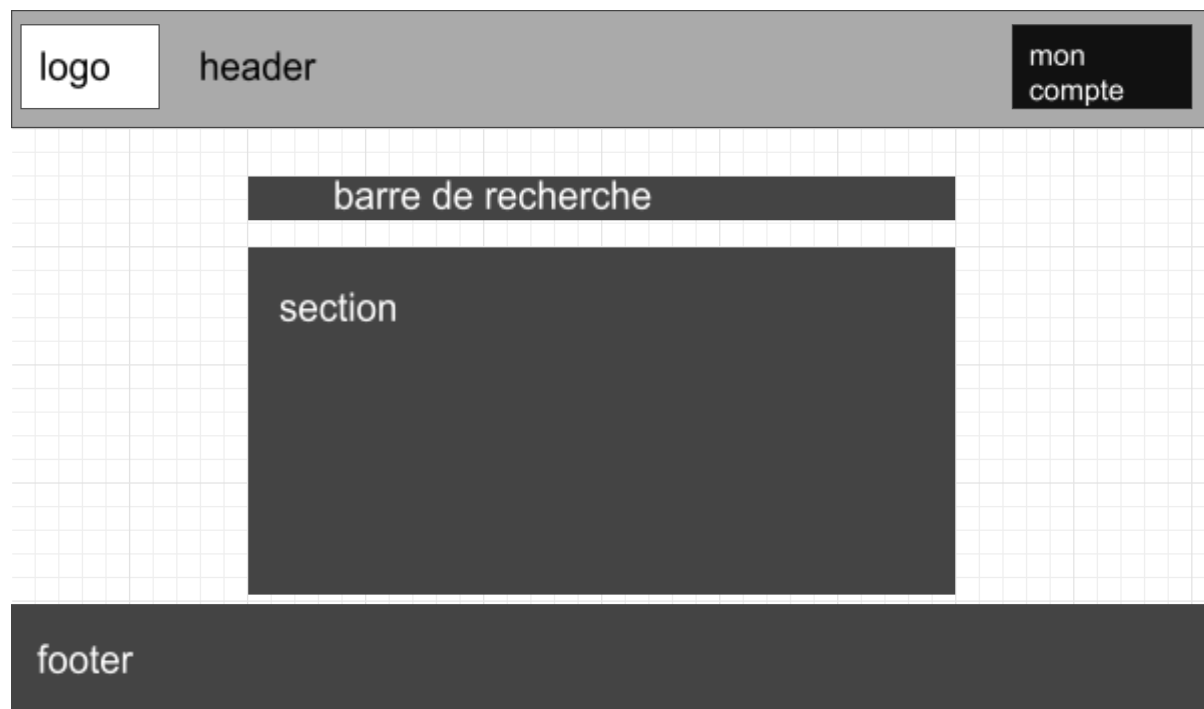 logo
header
mon
compte
barre de recherche
section
footer